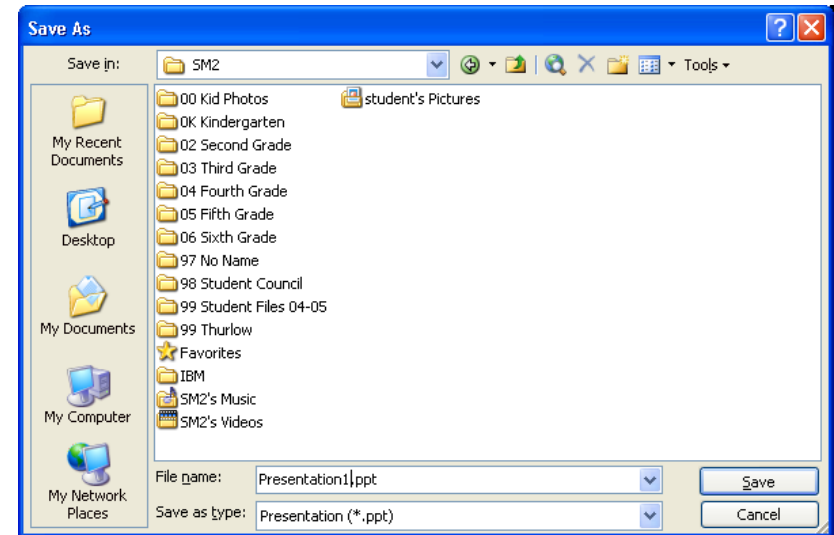 Save As
Save in:
SM2
Tools
My Recent
Documents
Desktop
My Documents
My Computer
My Network
Places
00 Kid Photos
0K Kindergarten
02 Second Grade
03 Third Grade
04 Fourth Grade
05 Fifth Grade
06 Sixth Grade
97 No Name
98 Student Council
99 Student Files 04-05
99 Thurlow
Favorites
IBM
SM2's Music
SM2's Videos
student's Pictures
File name:
Presentation1.ppt
Save
Save as type:
Presentation (*.ppt)
Cancel